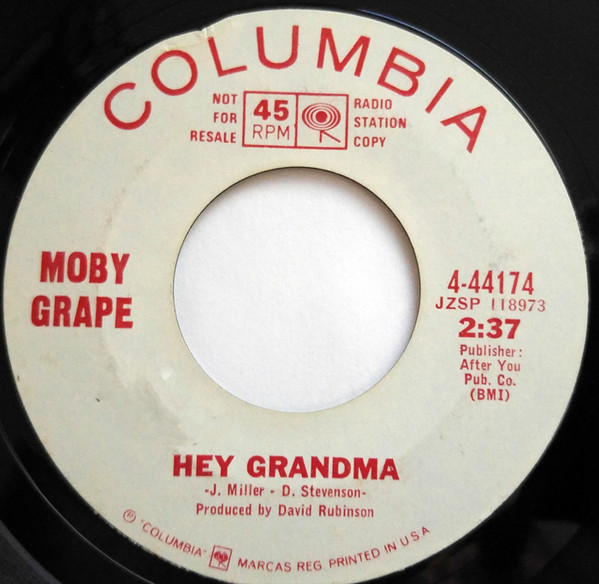 COLUMBIA
NOT
FOR
RESALE
45
RPM
RADIO
STATION
COPY
MOBY
GRAPE
4-44174
JZSP 118973
2:37
Publisher:
After You
Pub. Co.
(BMI)
HEY GRANDMA
-J. Miller - D. Stevenson-
Produced by David Rubinson
Ⓟ "COLUMBIA" MARCAS REG. PRINTED IN U.S.A